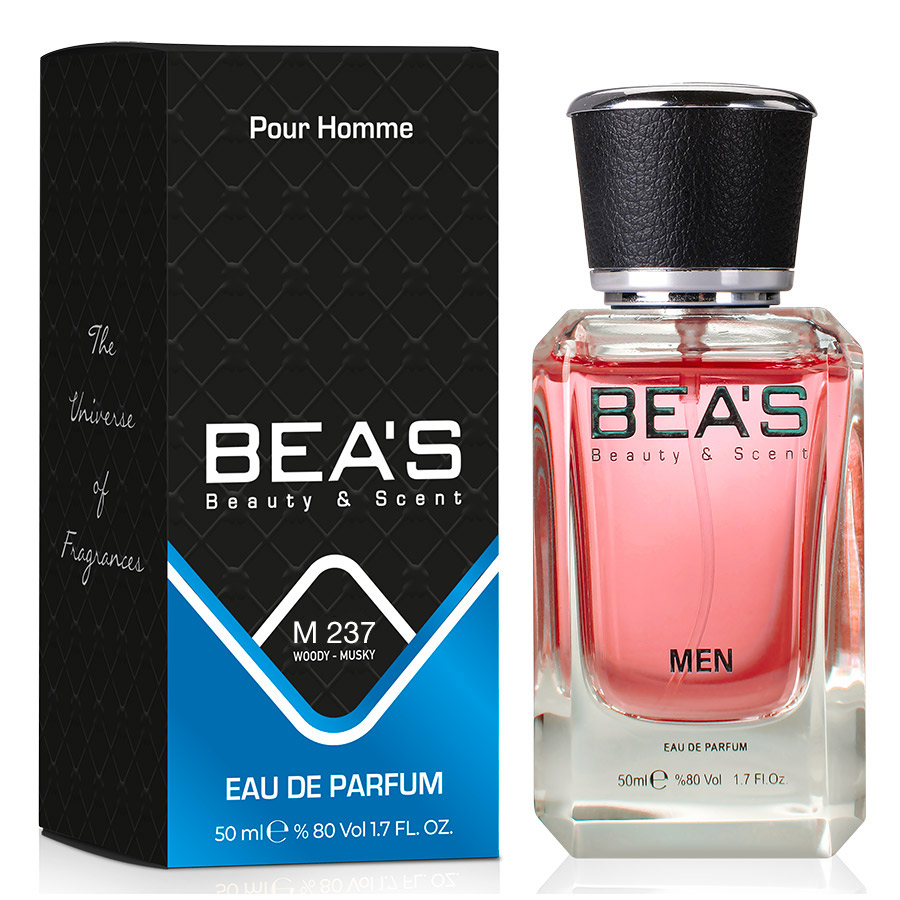 The
Universe
of
Fragrances
Pour Homme
BEA'S
Beauty & Scent
M 237
WOODY - MUSKY
EAU DE PARFUM
50 ml ℮ % 80 Vol 1.7 FL. OZ.
BEA'S
Beauty & Scent
MEN
EAU DE PARFUM
50ml ℮ %80 Vol 1.7 Fl.Oz.